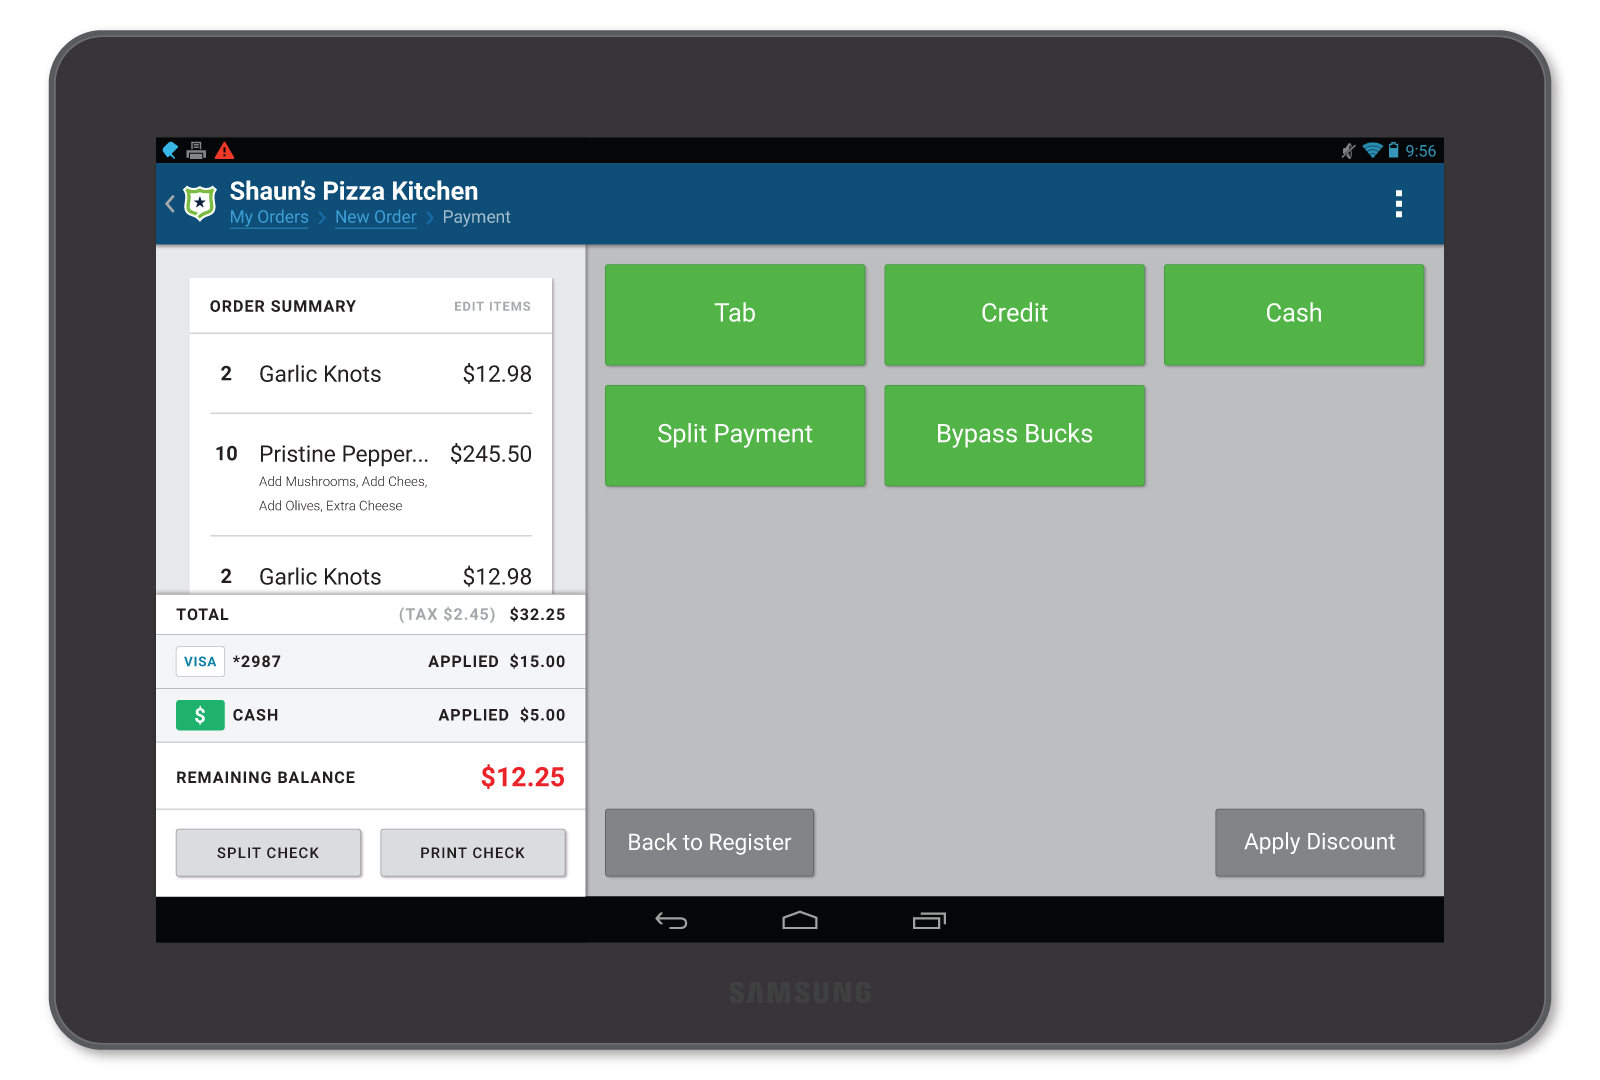 9:56
Shaun's Pizza Kitchen
My Orders > New Order > Payment
ORDER SUMMARY EDIT ITEMS
2 Garlic Knots $12.98
10 Pristine Pepper... $245.50
Add Mushrooms, Add Chees,
Add Olives, Extra Cheese
2 Garlic Knots $12.98
TOTAL (TAX $2.45) $32.25
VISA *2987 APPLIED $15.00
$ CASH APPLIED $5.00
REMAINING BALANCE $12.25
SPLIT CHECK PRINT CHECK
Tab Credit Cash
Split Payment Bypass Bucks
Back to Register Apply Discount
SAMSUNG